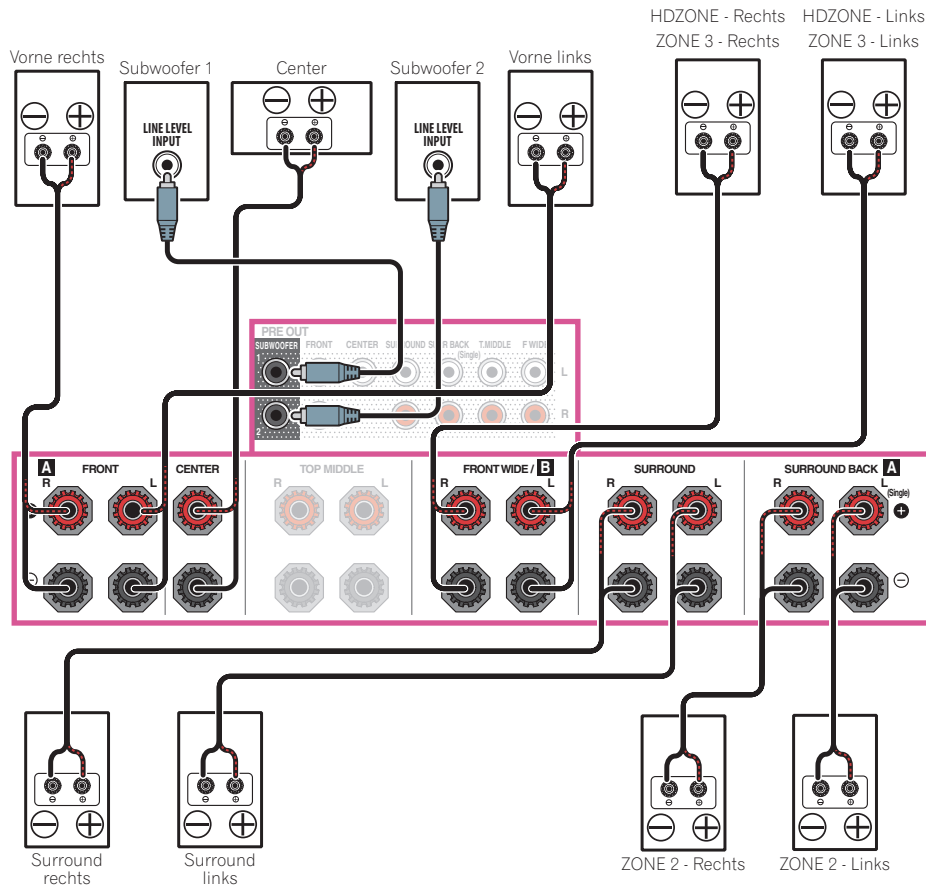 HDZONE - Rechts
ZONE 3 - Rechts
HDZONE - Links
ZONE 3 - Links
Vorne rechts
Subwoofer 1
Center
Subwoofer 2
Vorne links
LINE LEVEL
INPUT
LINE LEVEL
INPUT
PRE OUT
SUBWOOFER FRONT CENTER SURROUND SURR BACK T.MIDDLE F WIDE
(Single)
1
L
R
2
A FRONT CENTER TOP MIDDLE FRONT WIDE / B SURROUND SURROUND BACK A
R L R L R L R L R L
(Single)
Surround
rechts
Surround
links
ZONE 2 - Rechts
ZONE 2 - Links